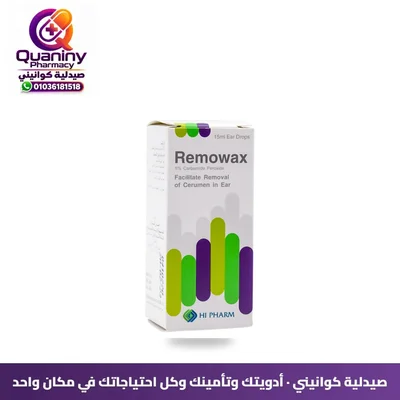 Quaniny
Pharmacy
صيدلية كوانيني
01036181518
15ml Ear Drops
Remowax
5% Carbamide Peroxide
Facilitate Removal
of Cerumen in Ear
HI PHARM
صيدلية كوانيني - أدويتك وتأمينك وكل احتياجاتك في مكان واحد